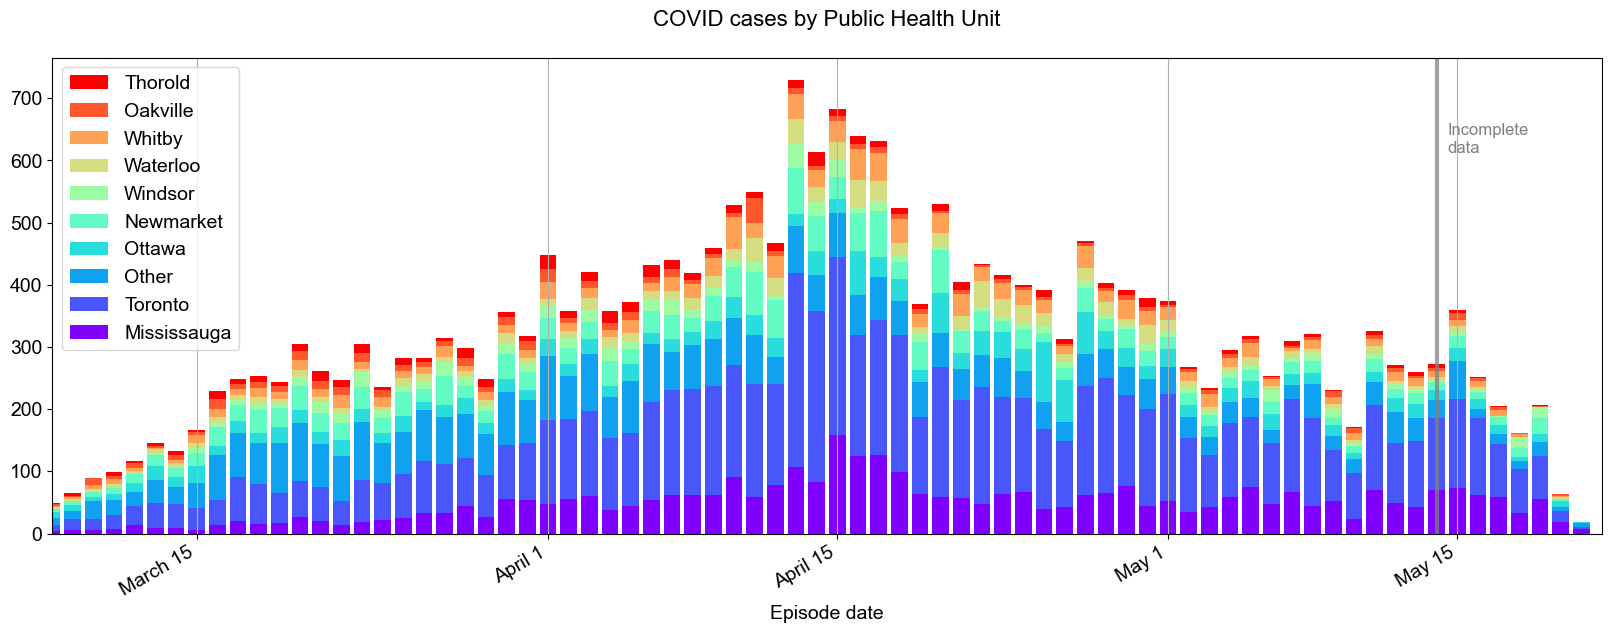 COVID cases by Public Health Unit
700
600
500
400
300
200
100
0
Thorold
Oakville
Whitby
Waterloo
Windsor
Newmarket
Ottawa
Other
Toronto
Mississauga
Incomplete
data
March 15
April 1
April 15
May 1
May 15
Episode date